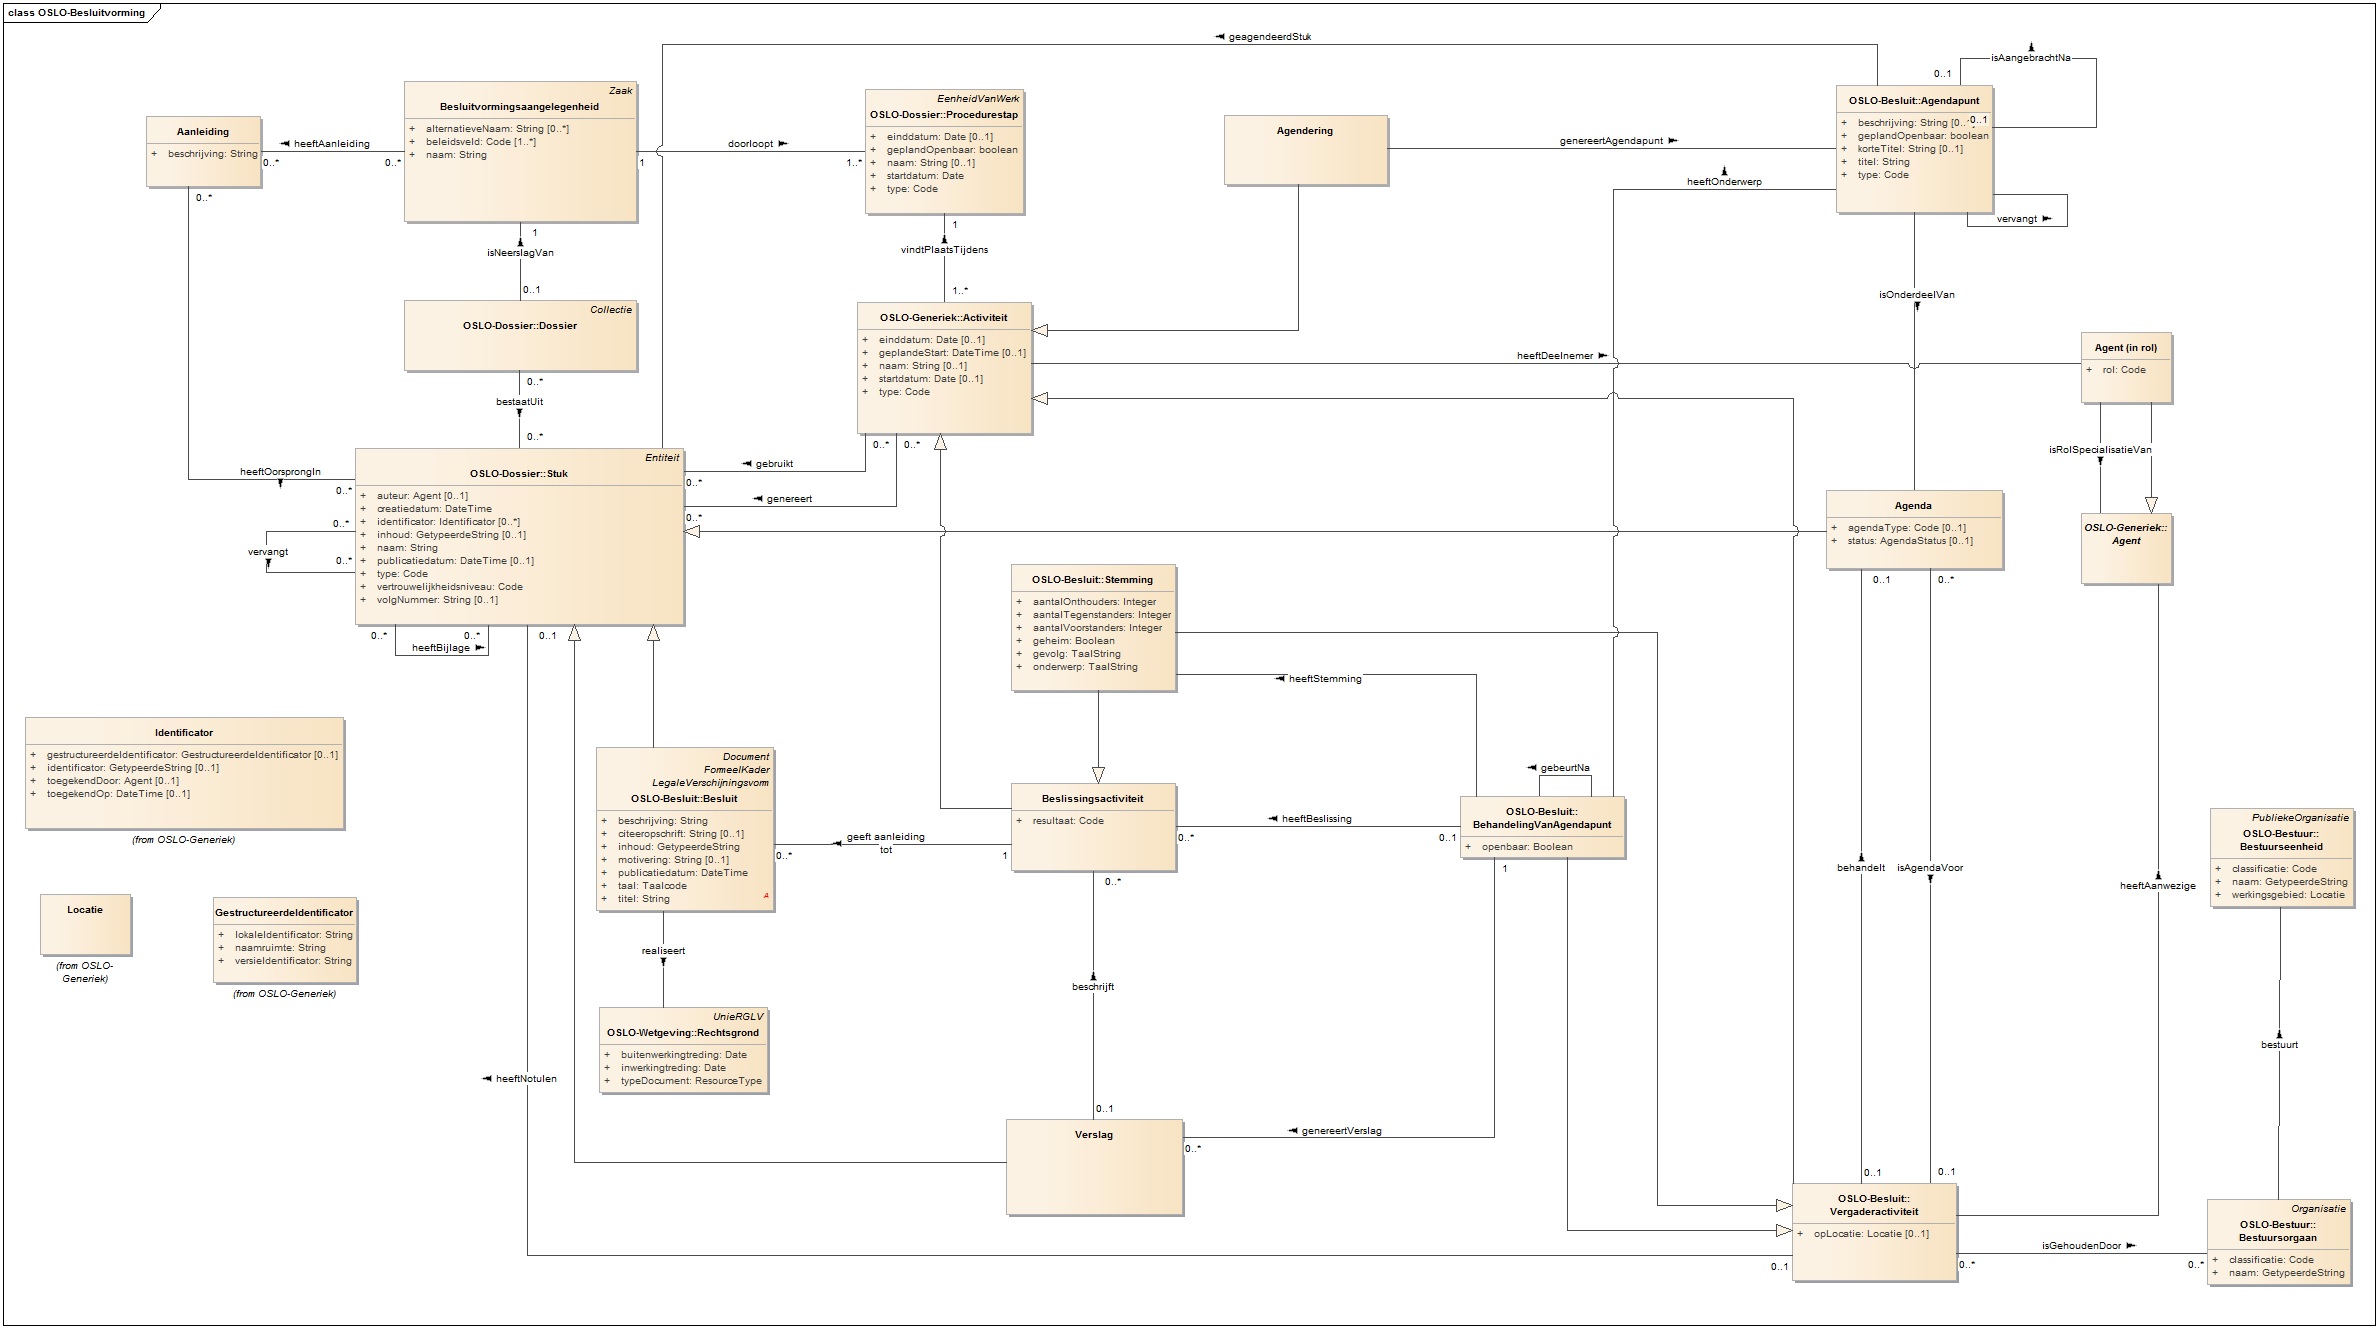 class OSLO-Besluitvorming
geagendeerdStuk
isAangebrachtNa
0..1
0..1
Zaak
Besluitvormingsaangelegenheid
+ alternatieveNaam: String [0..*]
+ beleidsveld: Code [1..*]
+ naam: String
EenheidVanWerk
OSLO-Dossier::Procedurestap
+ einddatum: Date [0..1]
+ geplandOpenbaar: boolean
+ naam: String [0..1]
+ startdatum: Date
+ type: Code
Aanleiding
+ beschrijving: String
heeftAanleiding
0..*
0..*
doorloopt
1
1..*
Agendering
genereertAgendapunt
OSLO-Besluit::Agendapunt
+ beschrijving: String [0..
+ geplandOpenbaar: boolean
+ korteTitel: String [0..1]
+ titel: String
+ type: Code
heeftOnderwerp
vervangt
0..*
1
isNeerslagVan
0..1
1
vindtPlaatsTijdens
1..*
isOnderdeelVan
Collectie
OSLO-Dossier::Dossier
0..*
bestaatUit
0..*
OSLO-Generiek::Activiteit
+ einddatum: Date [0..1]
+ geplandeStart: DateTime [0..1]
+ naam: String [0..1]
+ startdatum: Date [0..1]
+ type: Code
heeftDeelnemer
Agent (in rol)
+ rol: Code
isRolSpecialisatieVan
0..*
0..*
gebruikt
0..*
genereert
0..*
heeftOorsprongIn
0..*
Entiteit
OSLO-Dossier::Stuk
+ auteur: Agent [0..1]
+ creatiedatum: DateTime
+ identificator: Identificator [0..*]
+ inhoud: GetypeerdeString [0..1]
+ naam: String
+ publicatiedatum: DateTime [0..1]
+ type: Code
+ vertrouwelijkheidsniveau: Code
+ volgNummer: String [0..1]
0..*
vervangt
0..*
0..*
0..*
heeftBijlage
0..1
Agenda
+ agendaType: Code [0..1]
+ status: AgendaStatus [0..1]
0..1
0..*
OSLO-Generiek::
Agent
OSLO-Besluit::Stemming
+ aantalOnthouders: Integer
+ aantalTegenstanders: Integer
+ aantalVoorstanders: Integer
+ geheim: Boolean
+ gevolg: TaalString
+ onderwerp: TaalString
heeftStemming
Identificator
+ gestructureerdeIdentificator: GestructureerdeIdentificator [0..1]
+ identificator: GetypeerdeString [0..1]
+ toegekendDoor: Agent [0..1]
+ toegekendOp: DateTime [0..1]
(from OSLO-Generiek)
Document
FormeelKader
LegaleVerschijningsvorm
OSLO-Besluit::Besluit
+ beschrijving: String
+ citeeropschrift: String [0..1]
+ inhoud: GetypeerdeString
+ motivering: String [0..1]
+ publicatiedatum: DateTime
+ taal: Taalcode
+ titel: String
A
geeft aanleiding
tot
0..*
1
Beslissingsactiviteit
+ resultaat: Code
0..*
heeftBeslissing
0..*
0..1
gebeurtNa
OSLO-Besluit::
BehandelingVanAgendapunt
+ openbaar: Boolean
1
behandelt
isAgendaVoor
heeftAanwezige
PubliekeOrganisatie
OSLO-Bestuur::
Bestuurseenheid
+ classificatie: Code
+ naam: GetypeerdeString
+ werkingsgebied: Locatie
Locatie
(from OSLO-
Generiek)
GestructureerdeIdentificator
+ lokaleIdentificator: String
+ naamruimte: String
+ versieIdentificator: String
(from OSLO-Generiek)
realiseert
beschrijft
UnieRGLV
OSLO-Wetgeving::Rechtsgrond
+ buitenwerkingtreding: Date
+ inwerkingtreding: Date
+ typeDocument: ResourceType
bestuurt
heeftNotulen
0..1
Verslag
genereertVerslag
0..*
0..1
0..1
OSLO-Besluit::
Vergaderactiviteit
+ opLocatie: Locatie [0..1]
0..1
isGehoudenDoor
0..*
0..*
Organisatie
OSLO-Bestuur::
Bestuursorgaan
+ classificatie: Code
+ naam: GetypeerdeString